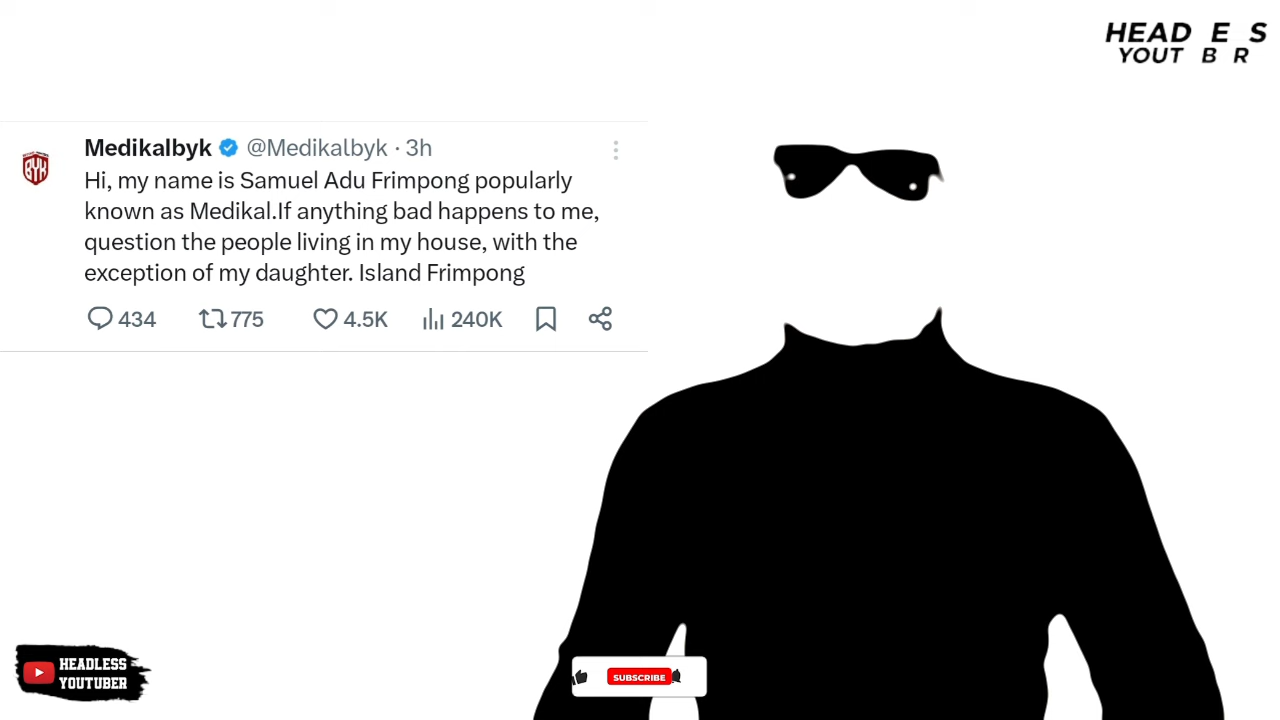 HEAD E S
YOUT B R
Medikalbyk @Medikalbyk · 3h
Hi, my name is Samuel Adu Frimpong popularly
known as Medikal.If anything bad happens to me,
question the people living in my house, with the
exception of my daughter. Island Frimpong
434 775 4.5K 240K
BYK
HEADLESS
YOUTUBER
SUBSCRIBE